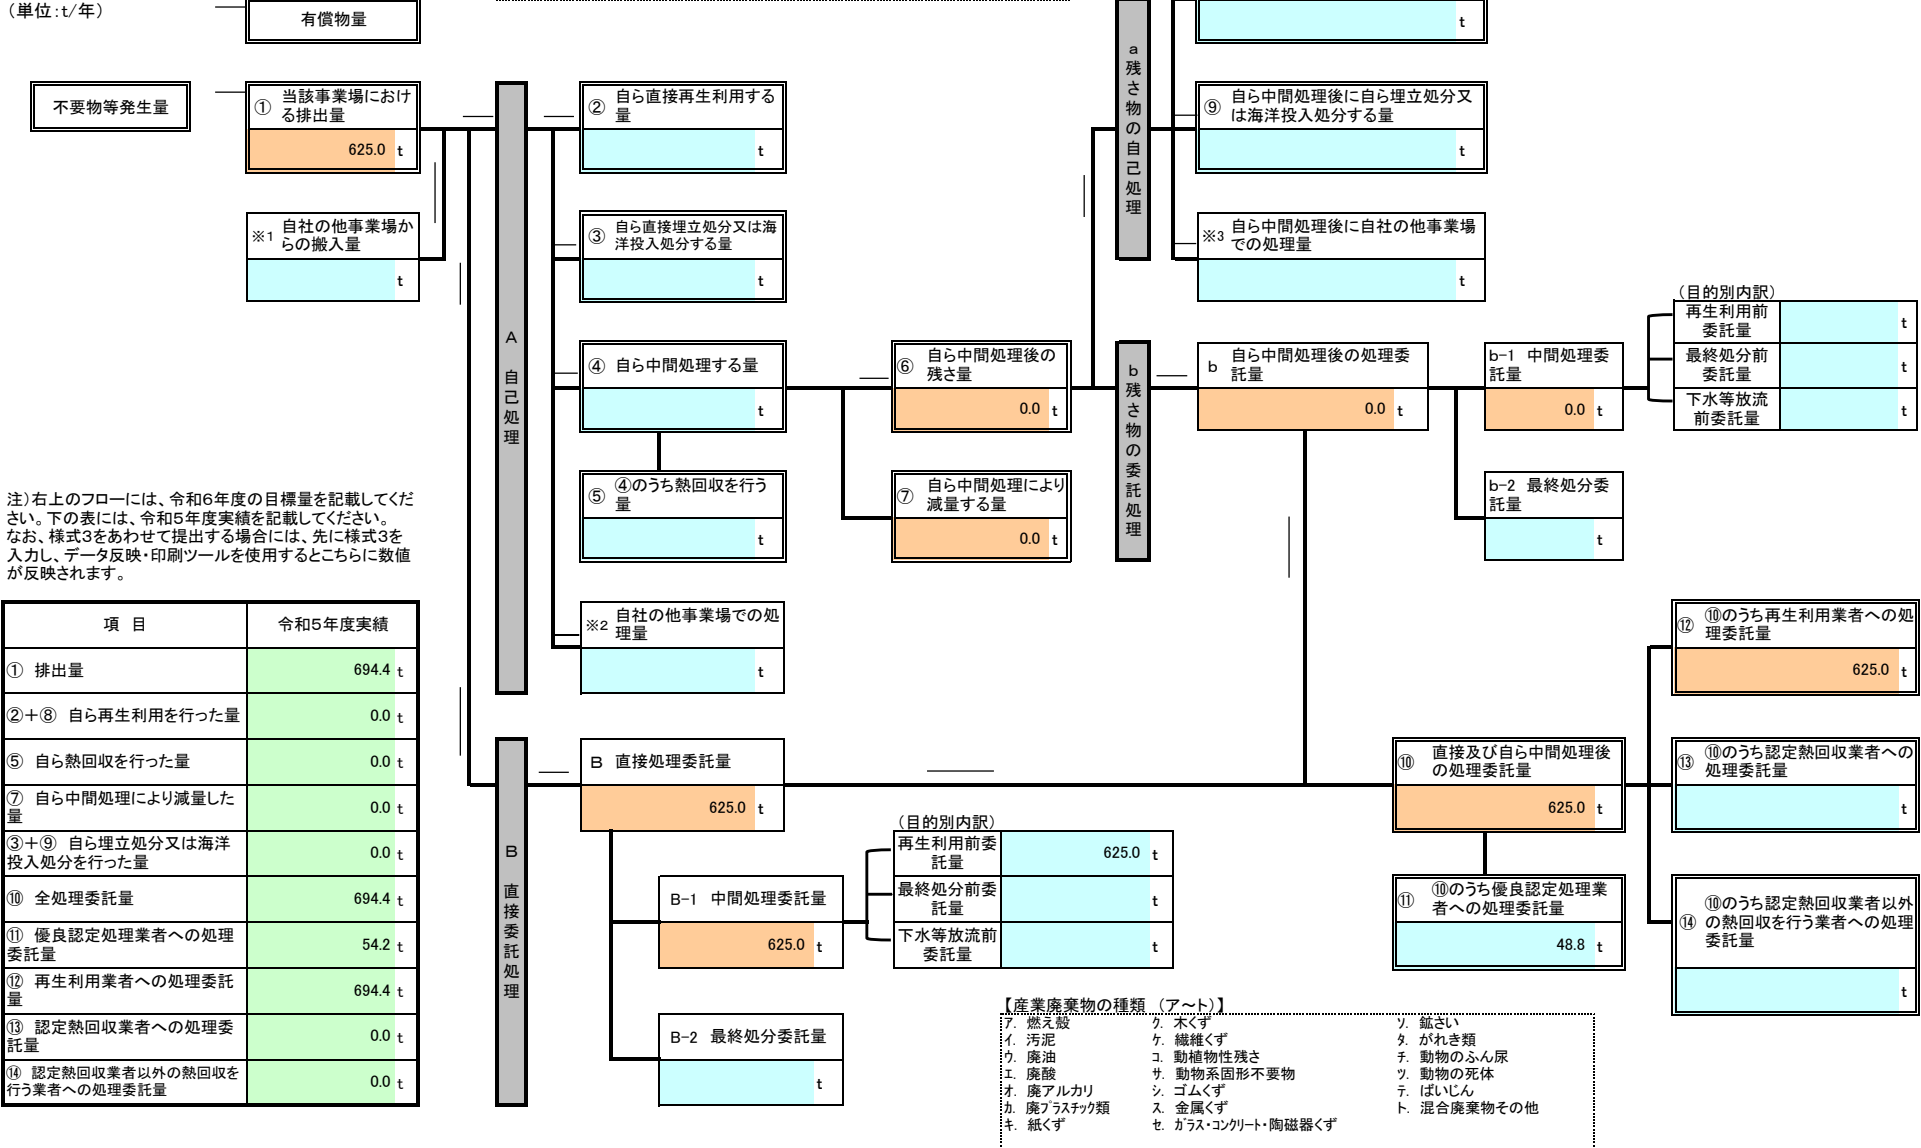 （単位：t/年）
有償物量
t
不要物等発生量
①
当該事業場におけ
る排出量
625.0 t
※1
自社の他事業場か
らの搬入量
t
A 自己処理
②
自ら直接再生利用する
量
t
③
自ら直接埋立処分又は海
洋投入処分する量
t
④ 自ら中間処理する量
t
⑤
④のうち熱回収を行う
量
t
※2
自社の他事業場での処
理量
t
⑥
自ら中間処理後の
残さ量
0.0 t
⑦
自ら中間処理により
減量する量
0.0 t
a残さ物の自己処理
⑨
自ら中間処理後に自ら埋立処分又
は海洋投入処分する量
t
※3
自ら中間処理後に自社の他事業場
での処理量
t
b残さ物の委託処理
b
自ら中間処理後の処理委
託量
0.0 t
b-1 中間処理委
託量
0.0 t
b-2 最終処分委
託量
t
（目的別内訳）
再生利用前
委託量
t
最終処分前
委託量
t
下水等放流
前委託量
t
注）右上のフローには、令和６年度の目標量を記載してくだ
さい。下の表には、令和５年度実績を記載してください。
なお、様式３をあわせて提出する場合には、先に様式３を
入力し、データ反映・印刷ツールを使用するとこちらに数値
が反映されます。
項 目 令和５年度実績
① 排出量 694.4 t
②＋⑧ 自ら再生利用を行った量 0.0 t
⑤ 自ら熱回収を行った量 0.0 t
⑦ 自ら中間処理により減量した
量 0.0 t
③＋⑨ 自ら埋立処分又は海洋
投入処分を行った量 0.0 t
⑩ 全処理委託量 694.4 t
⑪ 優良認定処理業者への処理
委託量 54.2 t
⑫ 再生利用業者への処理委託
量 694.4 t
⑬ 認定熱回収業者への処理委
託量 0.0 t
⑭ 認定熱回収業者以外の熱回収を
行う業者への処理委託量 0.0 t
B 直接委託処理
B 直接処理委託量
625.0 t
B-1 中間処理委託量
625.0 t
B-2 最終処分委託量
t
（目的別内訳）
再生利用前委
託量
625.0 t
最終処分前委
託量
t
下水等放流前
委託量
t
⑩
直接及び自ら中間処理後
の処理委託量
625.0 t
⑪
⑩のうち優良認定処理業
者への処理委託量
48.8 t
⑫
⑩のうち再生利用業者への処
理委託量
625.0 t
⑬
⑩のうち認定熱回収業者への
処理委託量
t
⑭
⑩のうち認定熱回収業者以外
の熱回収を行う業者への処理
委託量
t
【産業廃棄物の種類 （ア～ト）】
ｱ. 燃え殻 ｸ. 木くず ｿ. 鉱さい
ｲ. 汚泥 ｹ. 繊維くず ﾀ. がれき類
ｳ. 廃油 ｺ. 動植物性残さ ﾁ. 動物のふん尿
ｴ. 廃酸 ｻ. 動物系固形不要物 ﾂ. 動物の死体
ｵ. 廃アルカリ ｼ. ゴムくず ﾃ. ばいじん
ｶ. 廃ﾌﾟﾗｽﾁｯｸ類 ｽ. 金属くず ﾄ. 混合廃棄物その他
ｷ. 紙くず ｾ. ｶﾞﾗｽ・ｺﾝｸﾘｰﾄ・陶磁器くず